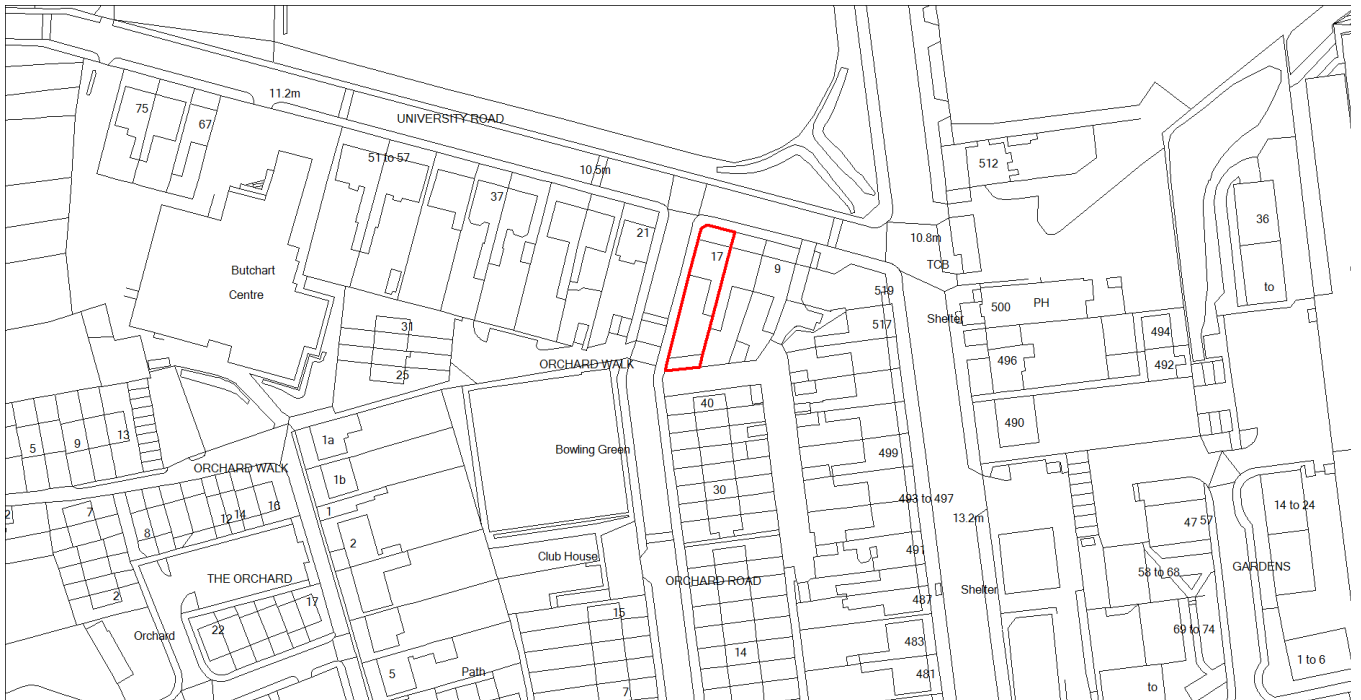 75
67
11.2m
UNIVERSITY ROAD
51 to 57
10.5m
37
21
512
36
to
10.8m
TCB
17
9
Butchart
Centre
519
517
Shelter
500
PH
494
492
496
31
25
ORCHARD WALK
490
40
5
9
13
1a
1b
1
ORCHARD WALK
Bowling Green
499
30
493 to 497
13.2m
2
7
8
12
14
16
2
Club House
491
47
57
14 to 24
THE ORCHARD
17
22
2
Orchard
ORCHARD ROAD
487
Shelter
58 to 68
GARDENS
15
483
69 to 74
5
Path
14
481
7
to
1 to 6